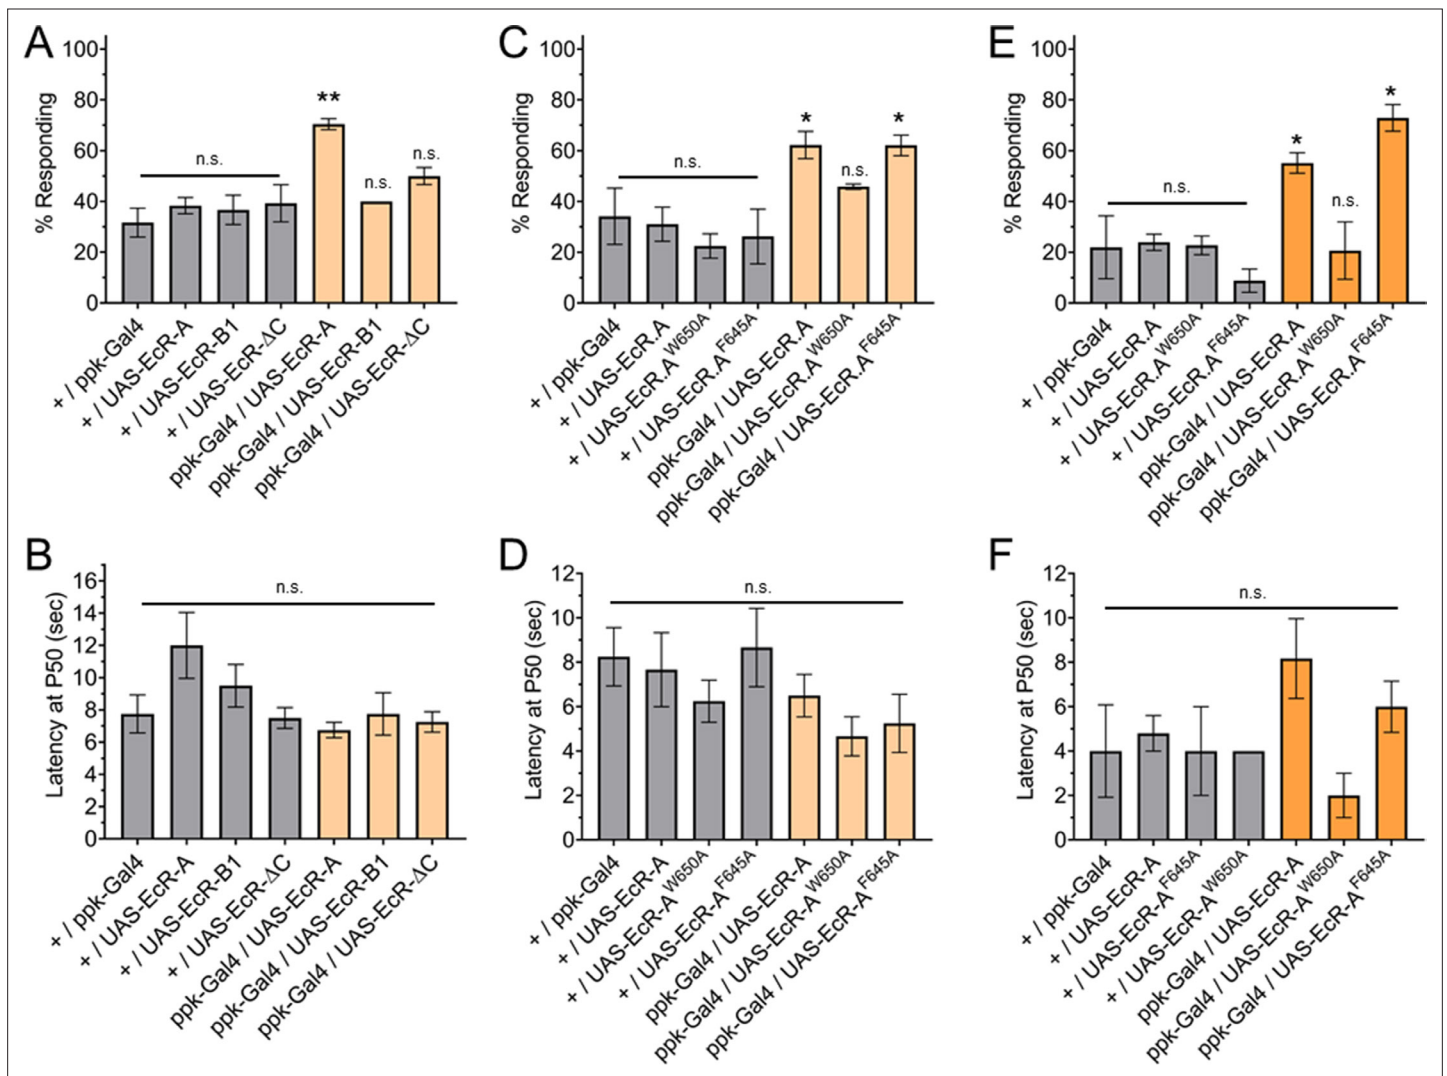 A
% Responding
100
80
60
40
20
0
n.s.
**
n.s.
n.s.
+ / ppk-Gal4
+ / UAS-EcR-A
+ / UAS-EcR-B1
+ / UAS-EcR-ΔC
ppk-Gal4 / UAS-EcR-A
ppk-Gal4 / UAS-EcR-B1
ppk-Gal4 / UAS-EcR-ΔC
C
% Responding
100
80
60
40
20
0
n.s.
*
n.s.
*
+ / ppk-Gal4
+ / UAS-EcR.A
+ / UAS-EcR.A W650A
+ / UAS-EcR.A F645A
ppk-Gal4 / UAS-EcR.A
ppk-Gal4 / UAS-EcR.A W650A
ppk-Gal4 / UAS-EcR.A F645A
E
% Responding
100
80
60
40
20
0
n.s.
*
n.s.
*
+ / ppk-Gal4
+ / UAS-EcR.A
+ / UAS-EcR.A W650A
+ / UAS-EcR.A F645A
ppk-Gal4 / UAS-EcR.A
ppk-Gal4 / UAS-EcR.A W650A
ppk-Gal4 / UAS-EcR.A F645A
B
Latency at P50 (sec)
16
14
12
10
8
6
4
2
0
n.s.
+ / ppk-Gal4
+ / UAS-EcR-A
+ / UAS-EcR-B1
+ / UAS-EcR-ΔC
ppk-Gal4 / UAS-EcR-A
ppk-Gal4 / UAS-EcR-B1
ppk-Gal4 / UAS-EcR-ΔC
D
Latency at P50 (sec)
12
10
8
6
4
2
0
n.s.
+ / ppk-Gal4
+ / UAS-EcR-A
+ / UAS-EcR-A W650A
+ / UAS-EcR-A F645A
ppk-Gal4 / UAS-EcR-A
ppk-Gal4 / UAS-EcR-A W650A
ppk-Gal4 / UAS-EcR-A F645A
F
Latency at P50 (sec)
12
10
8
6
4
2
0
n.s.
+ / ppk-Gal4
+ / UAS-EcR-A
+ / UAS-EcR-A F645A
+ / UAS-EcR-A W650A
ppk-Gal4 / UAS-EcR-A
ppk-Gal4 / UAS-EcR-A W650A
ppk-Gal4 / UAS-EcR-A F645A